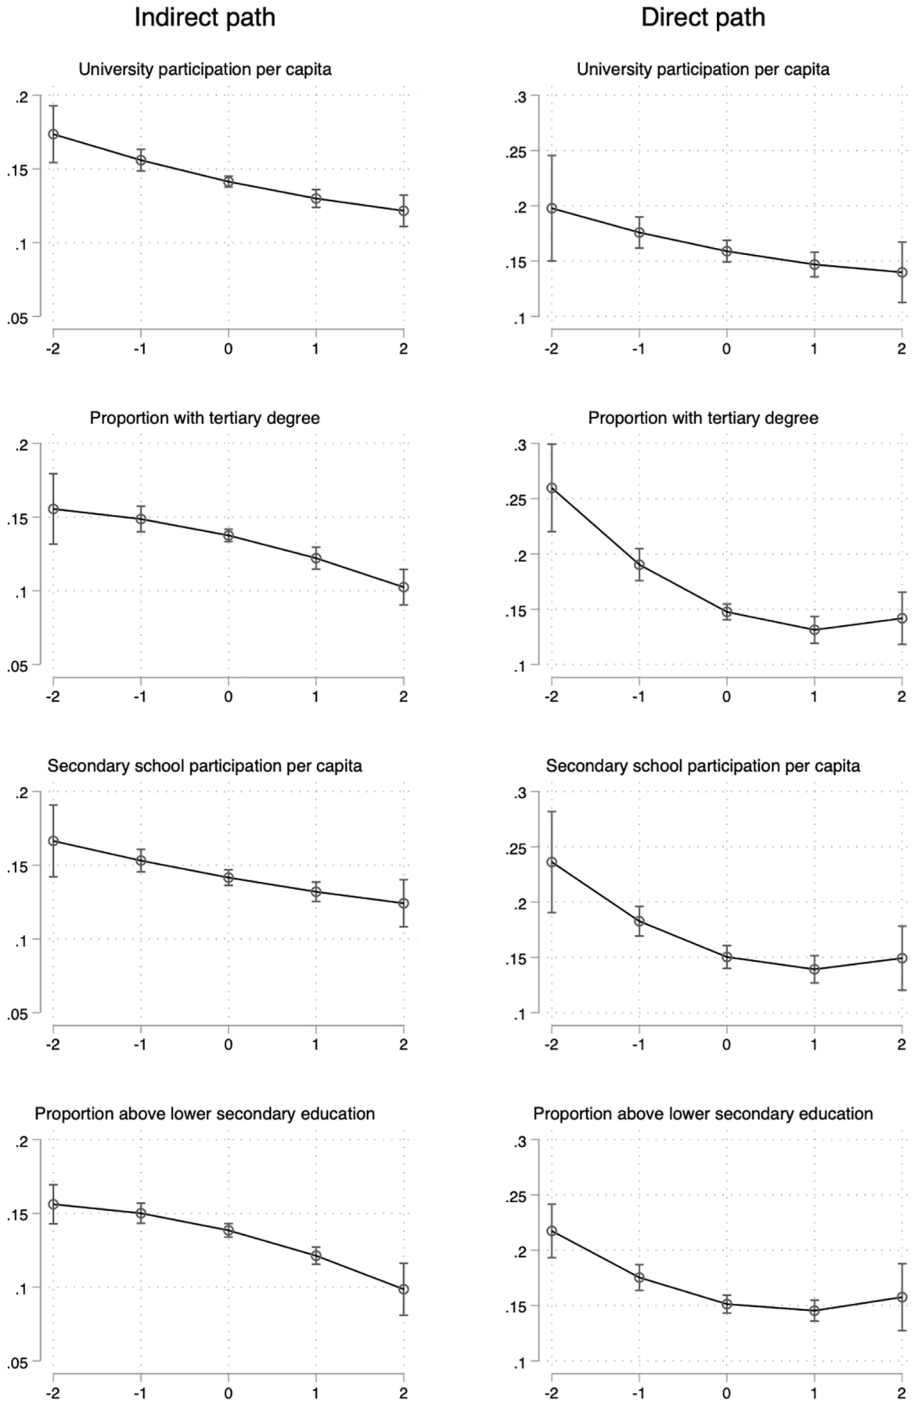 Indirect path
Direct path
University participation per capita
University participation per capita
.2
.15
.1
.05
-2 -1 0 1 2
.3
.25
.2
.15
.1
-2 -1 0 1 2
Proportion with tertiary degree
Proportion with tertiary degree
.2
.15
.1
.05
-2 -1 0 1 2
.3
.25
.2
.15
.1
-2 -1 0 1 2
Secondary school participation per capita
Secondary school participation per capita
.2
.15
.1
.05
-2 -1 0 1 2
.3
.25
.2
.15
.1
-2 -1 0 1 2
Proportion above lower secondary education
Proportion above lower secondary education
.2
.15
.1
.05
-2 -1 0 1 2
.3
.25
.2
.15
.1
-2 -1 0 1 2